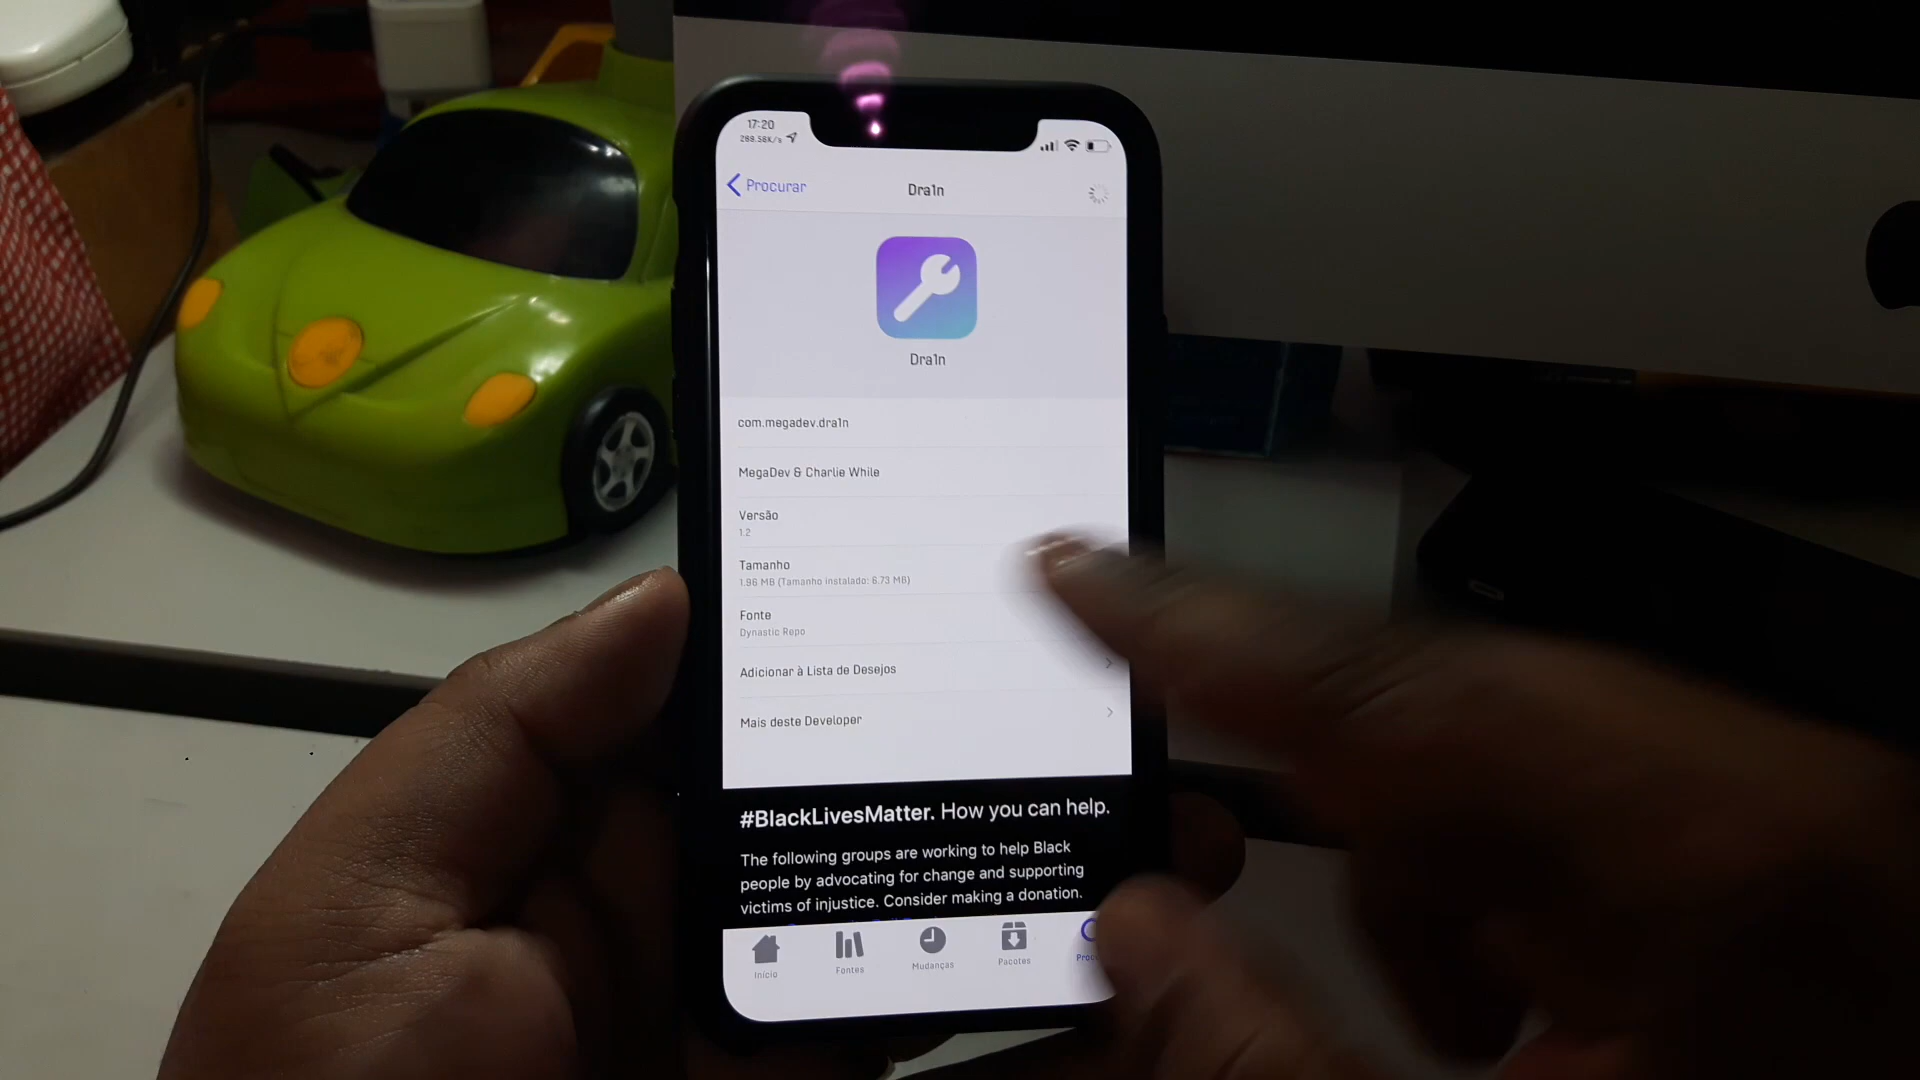 17:20
Procurar
Dra1n
Dra1n
com.megadev.dra1n
MegaDev & Charlie While
Versão
1.2
Tamanho
1.96 MB (Tamanho instalado: 6.73 MB)
Fonte
Dynastic Repo
Adicionar à Lista de Desejos
Mais deste Developer
#BlackLivesMatter. How you can help.
The following groups are working to help Black
people by advocating for change and supporting
victims of injustice. Consider making a donation.
Início
Fontes
Mudanças
Pacotes